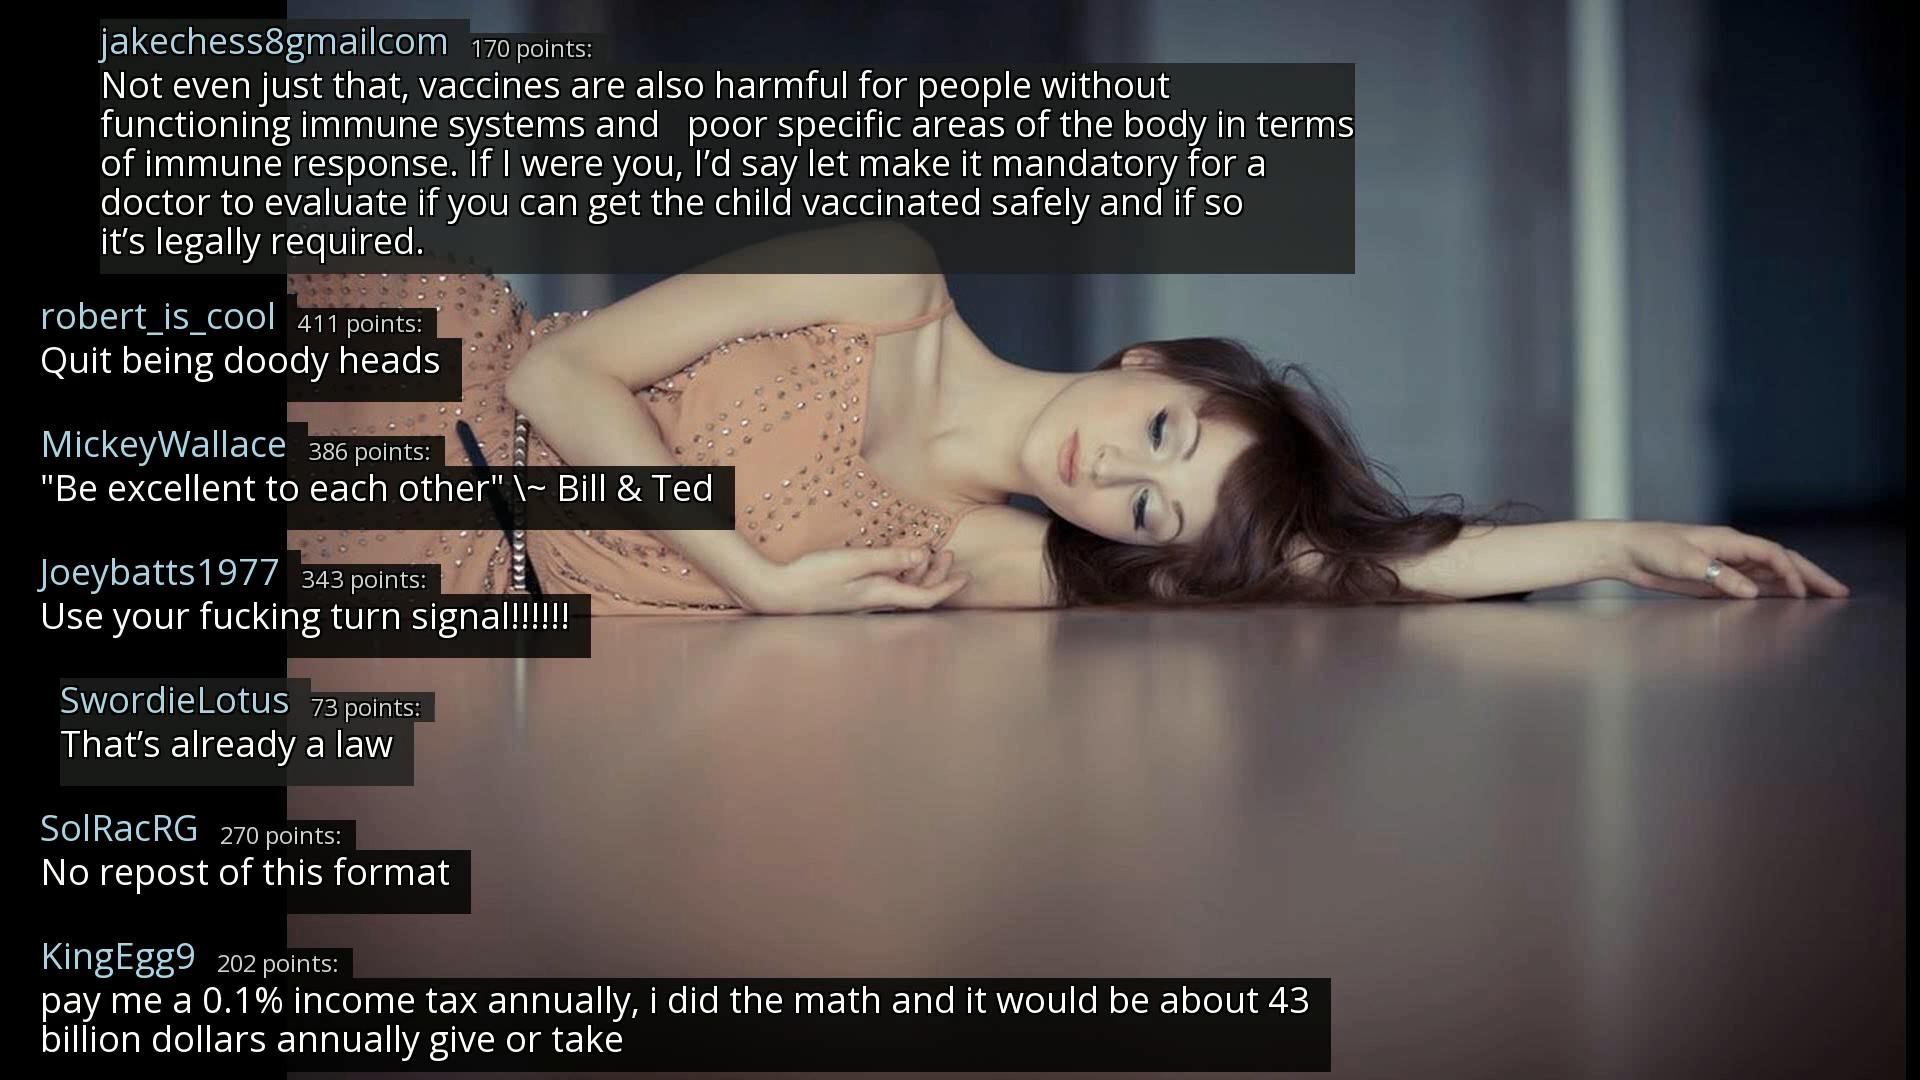 jakechess8gmailcom 170 points:
Not even just that, vaccines are also harmful for people without
functioning immune systems and   poor specific areas of the body in terms
of immune response. If I were you, I’d say let make it mandatory for a
doctor to evaluate if you can get the child vaccinated safely and if so
it’s legally required.
robert_is_cool 411 points:
Quit being doody heads
MickeyWallace 386 points:
"Be excellent to each other" \~ Bill & Ted
Joeybatts1977 343 points:
Use your fucking turn signal!!!!!!
SwordieLotus 73 points:
That’s already a law
SolRacRG 270 points:
No repost of this format
KingEgg9 202 points:
pay me a 0.1% income tax annually, i did the math and it would be about 43
billion dollars annually give or take